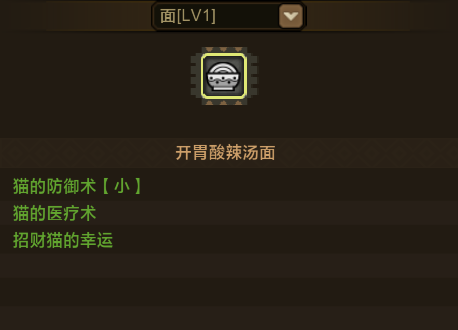 面[LV1]
开胃酸辣汤面
猫的防御术【小】
猫的医疗术
招财猫的幸运